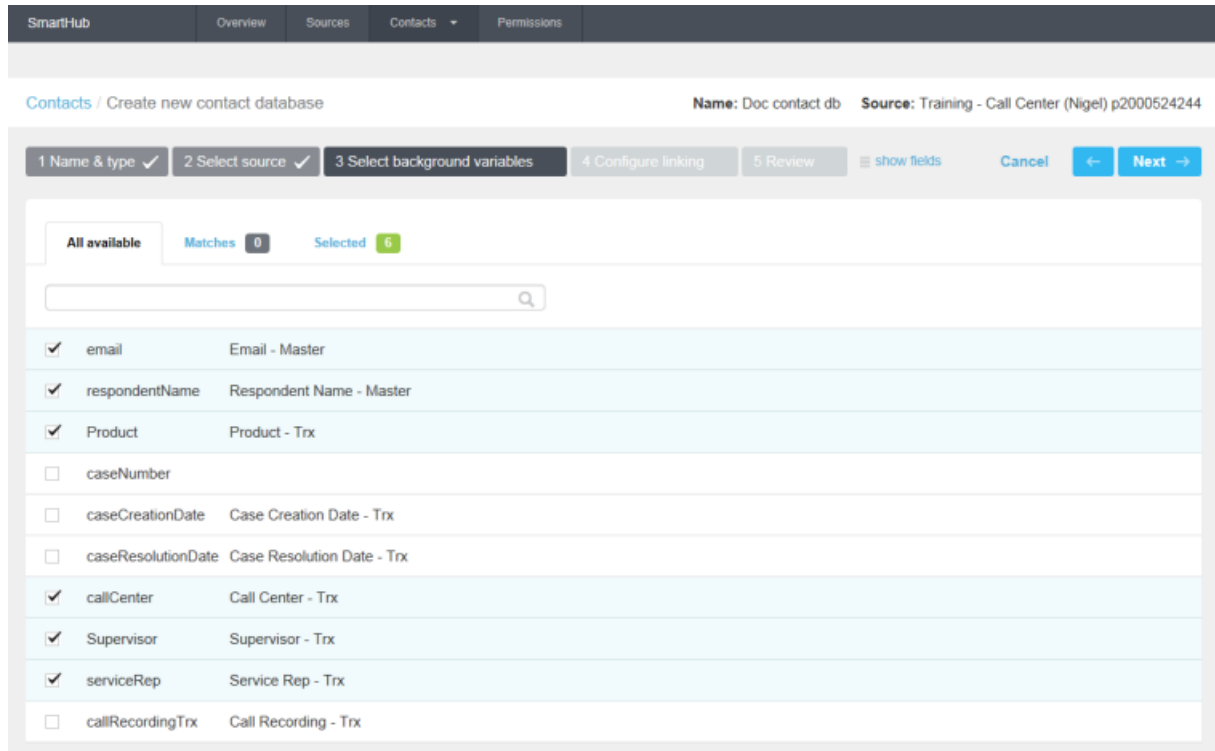 SmartHub Overview Sources Contacts Permissions
Contacts / Create new contact database Name: Doc contact db Source: Training - Call Center (Nigel) p2000524244
1 Name & type 2 Select source 3 Select background variables 4 Configure linking 5 Review show fields Cancel ← Next →
All available Matches 0 Selected 6
email Email - Master
respondentName Respondent Name - Master
Product Product - Trx
caseNumber
caseCreationDate Case Creation Date - Trx
caseResolutionDate Case Resolution Date - Trx
callCenter Call Center - Trx
Supervisor Supervisor - Trx
serviceRep Service Rep - Trx
callRecordingTrx Call Recording - Trx